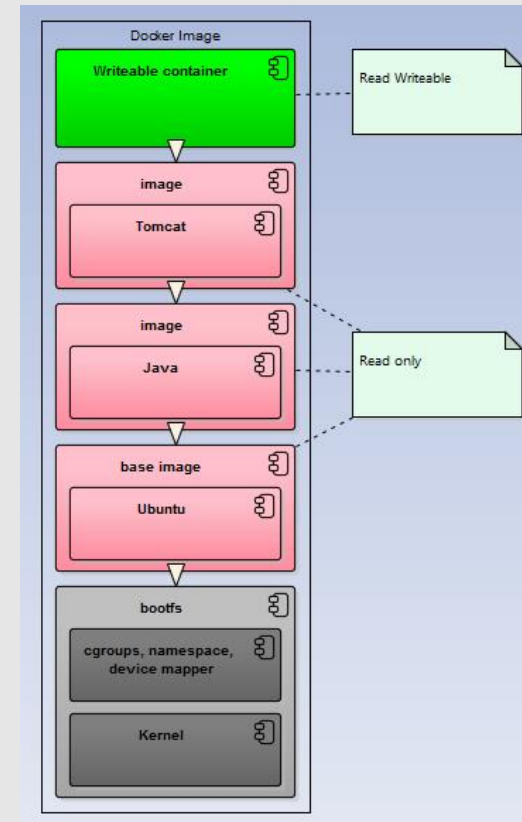 Docker Image
Writeable container
Read Writeable
image
Tomcat
image
Java
Read only
base image
Ubuntu
bootfs
cgroups, namespace,
device mapper
Kernel